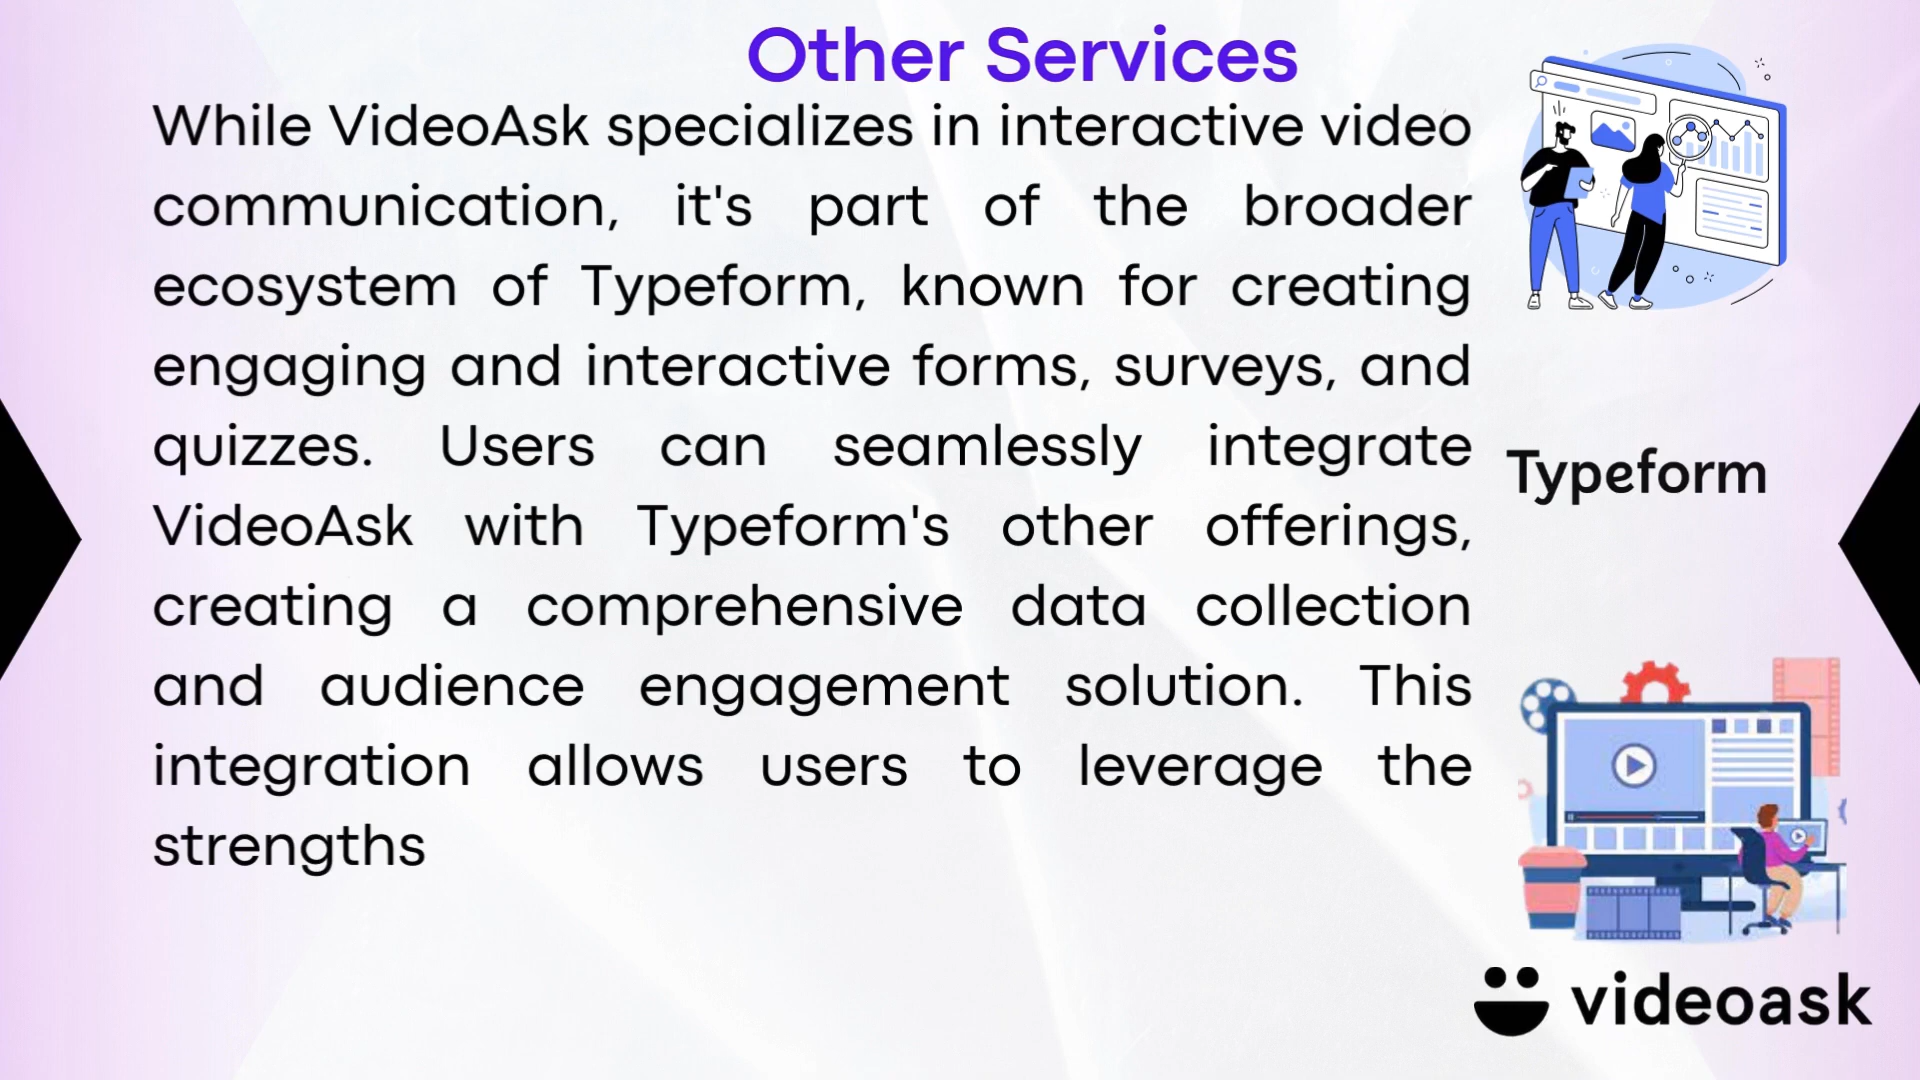 Other Services
While VideoAsk specializes in interactive video
communication, it's part of the broader
ecosystem of Typeform, known for creating
engaging and interactive forms, surveys, and
quizzes. Users can seamlessly integrate
VideoAsk with Typeform's other offerings,
creating a comprehensive data collection
and audience engagement solution. This
integration allows users to leverage the
strengths
Typeform
videoask